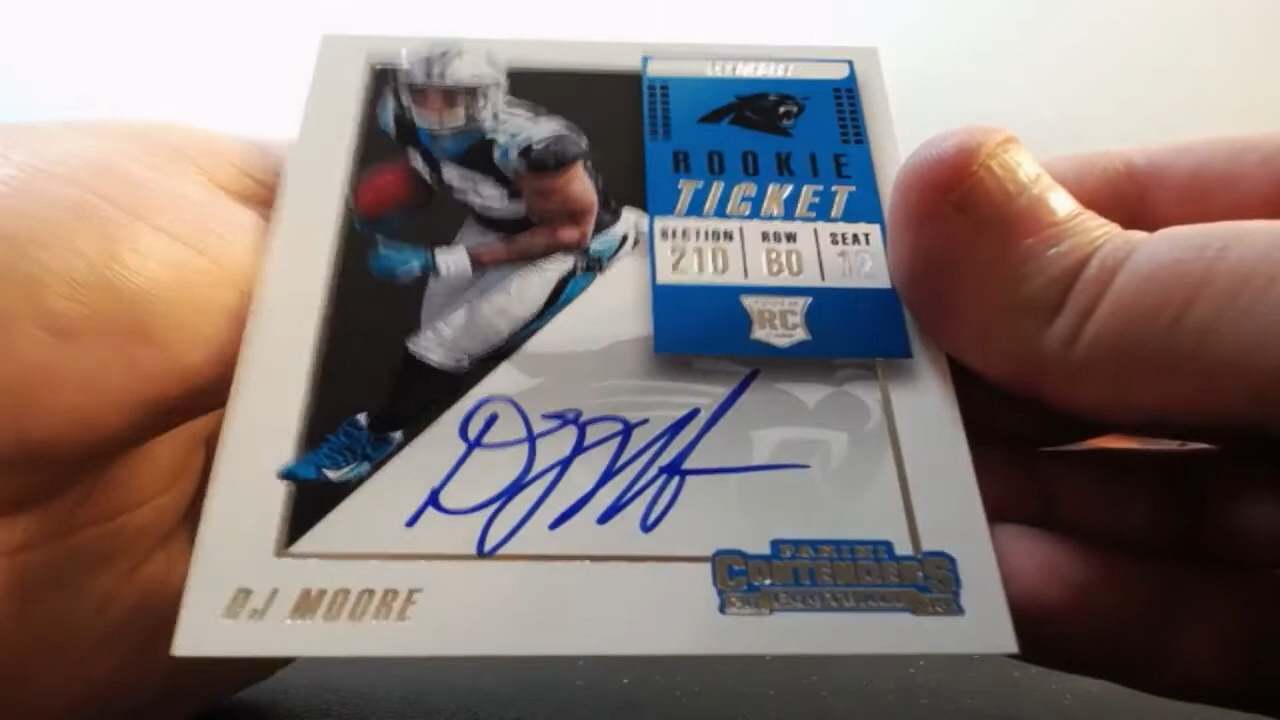 ROOKIE
TICKET
SECTION ROW SEAT
210 80 12
RC
DJ MOORE
PANINI
CONTENDERS